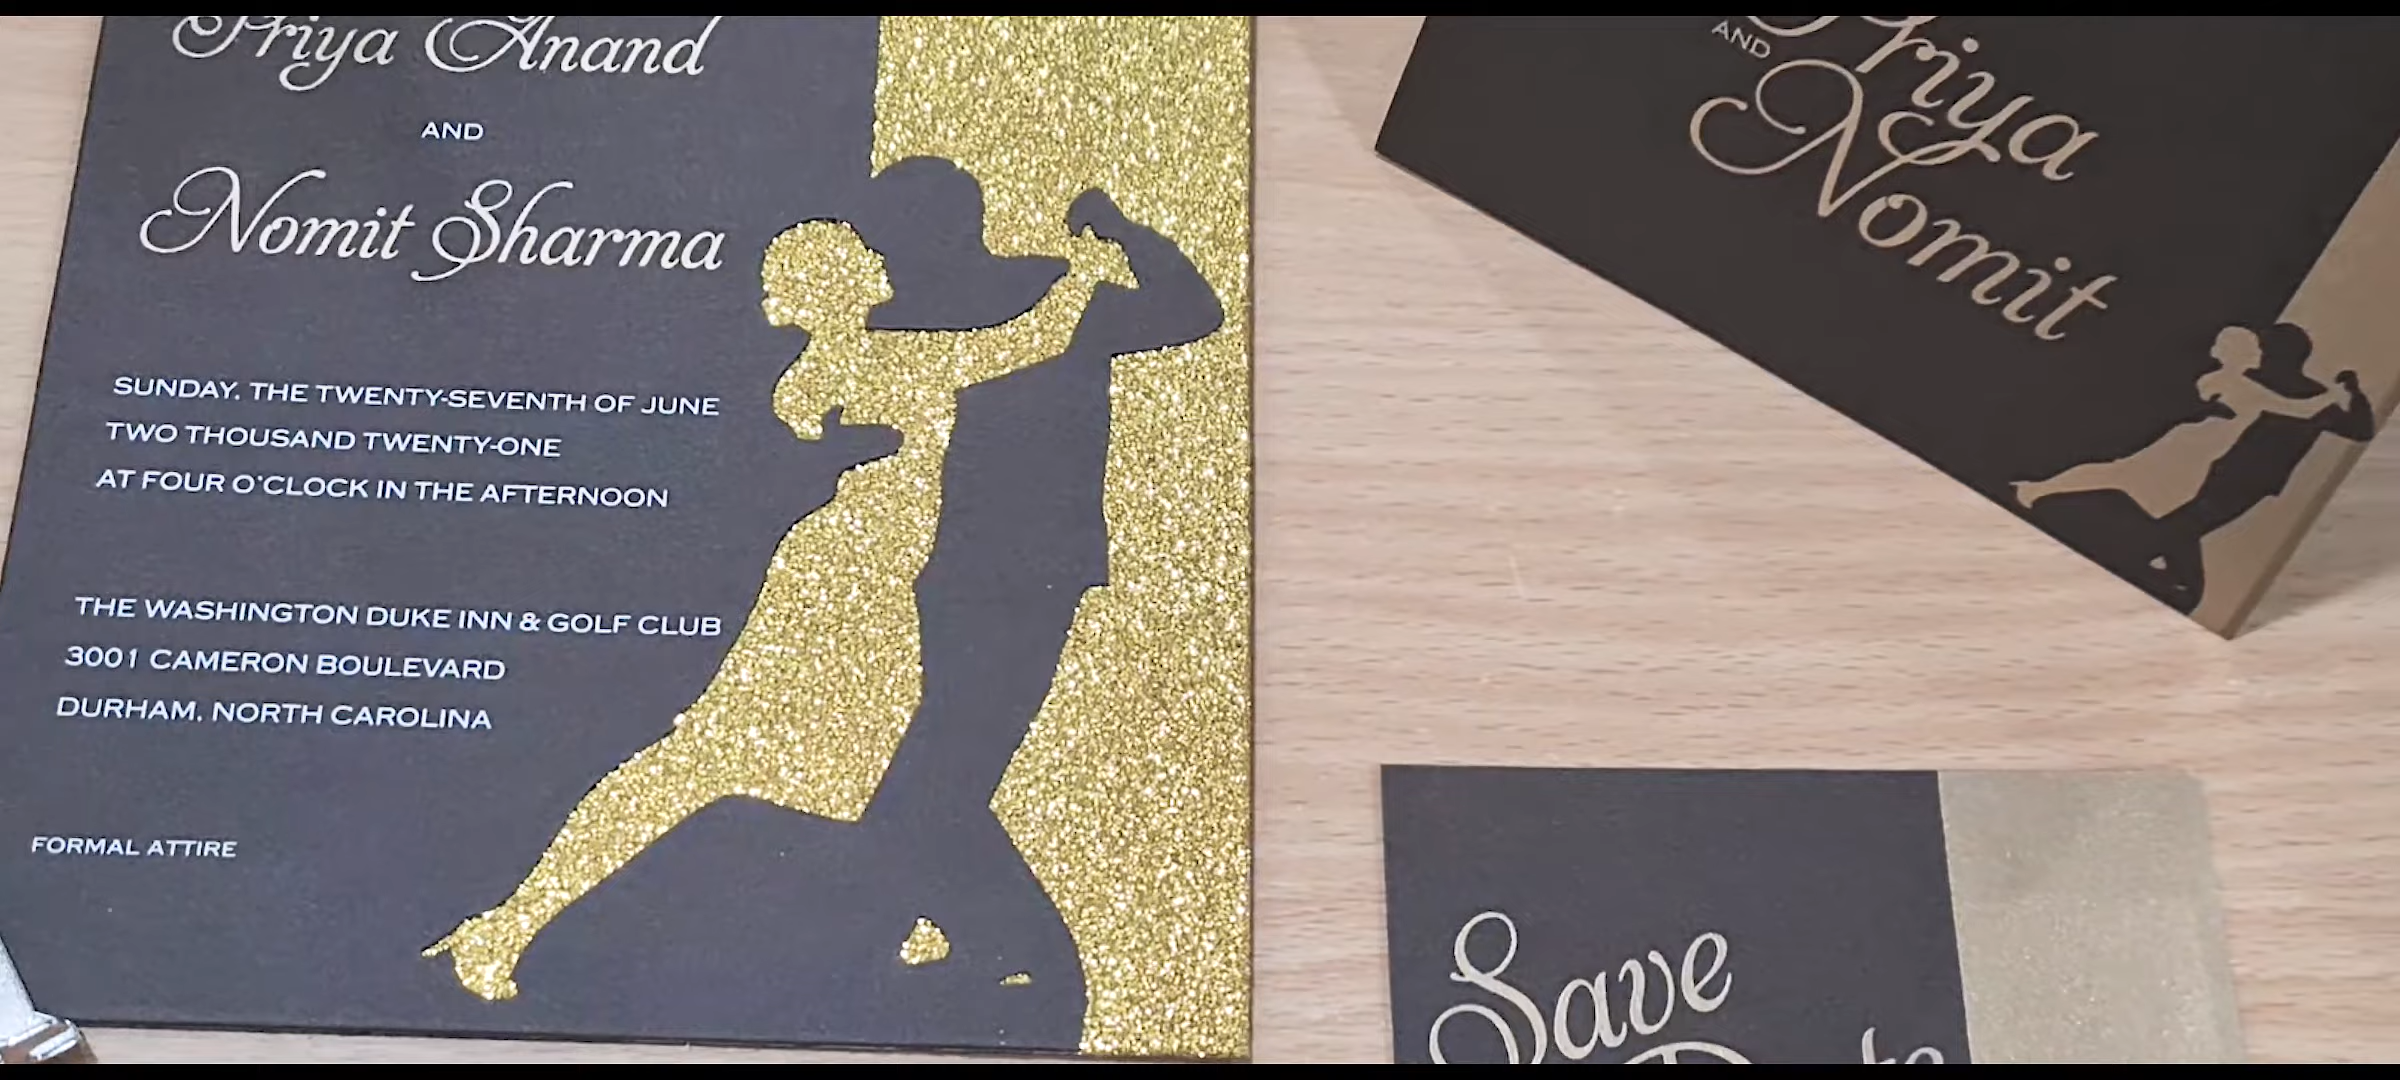 Priya Anand
AND
Nomit Sharma
SUNDAY, THE TWENTY-SEVENTH OF JUNE
TWO THOUSAND TWENTY-ONE
AT FOUR O'CLOCK IN THE AFTERNOON
THE WASHINGTON DUKE INN & GOLF CLUB
3001 CAMERON BOULEVARD
DURHAM, NORTH CAROLINA
FORMAL ATTIRE
Priya
AND
Nomit
Save